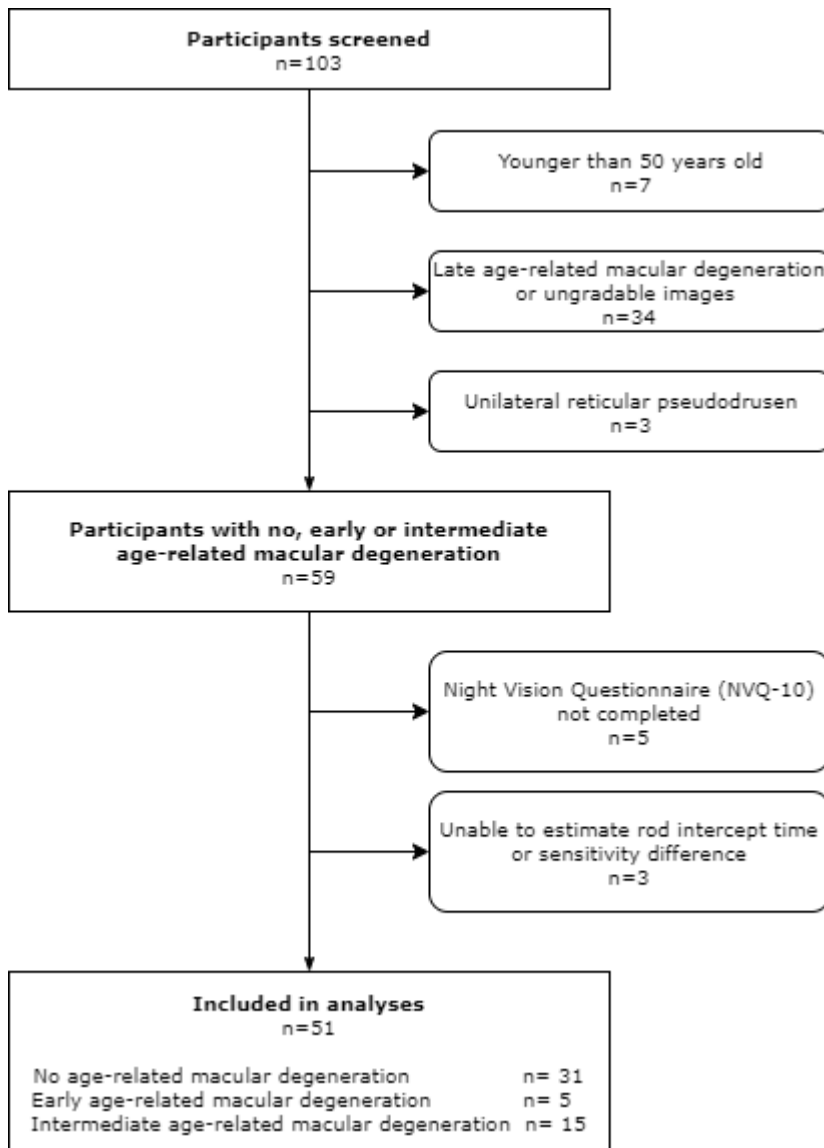 Participants screened
n=103
Younger than 50 years old
n=7
Late age-related macular degeneration
or ungradable images
n=34
Unilateral reticular pseudodrusen
n=3
Participants with no, early or intermediate
age-related macular degeneration
n=59
Night Vision Questionnaire (NVQ-10)
not completed
n=5
Unable to estimate rod intercept time
or sensitivity difference
n=3
Included in analyses
n=51
No age-related macular degeneration n= 31
Early age-related macular degeneration n= 5
Intermediate age-related macular degeneration n= 15